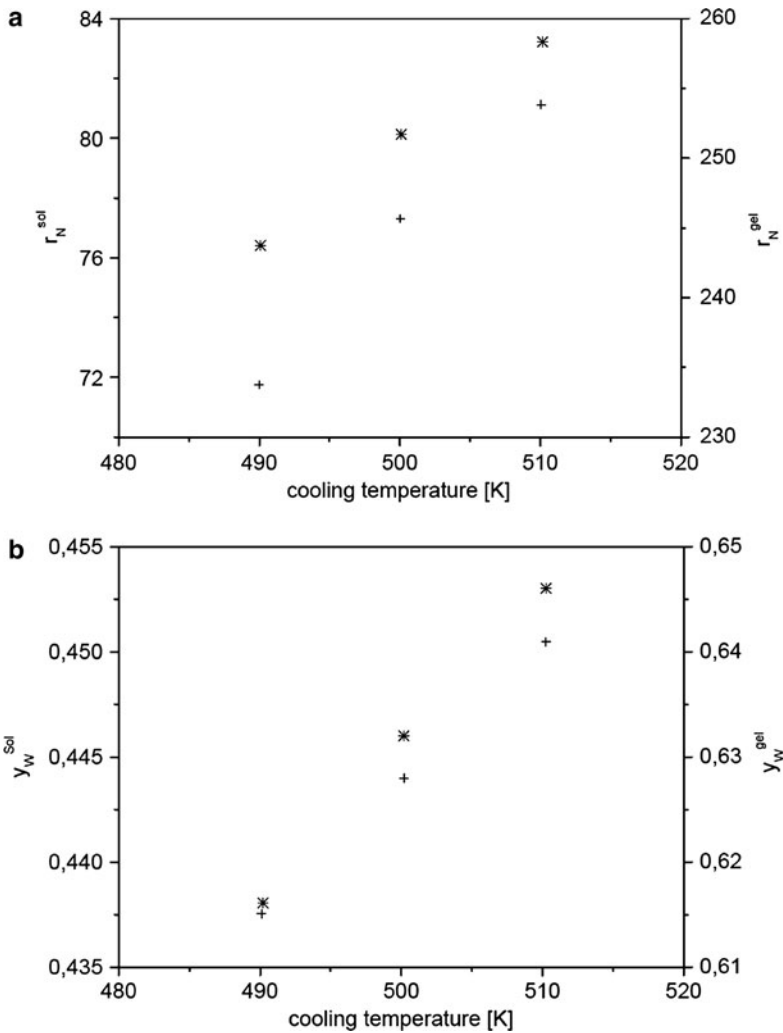 a
84
80
76
72
260
250
240
230
r_N^sol
r_N^gel
480 490 500 510 520
cooling temperature [K]
b
0,455
0,450
0,445
0,440
0,435
0,65
0,64
0,63
0,62
0,61
y_W^Sol
y_W^gel
480 490 500 510 520
cooling temperature [K]